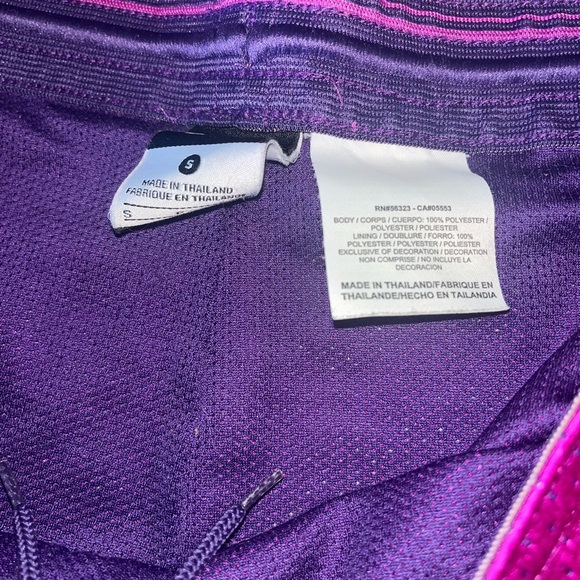 S
MADE IN THAILAND
FABRIQUE EN THAILANDE
S
RN#56323 - CA#05553
BODY / CORPS / CUERPO: 100% POLYESTER /
POLYESTER / POLIESTER
LINING / DOUBLURE / FORRO: 100%
POLYESTER / POLYESTER / POLIESTER
EXCLUSIVE OF DECORATION / DECORATION
NON COMPRISE / NO INCLUYE LA
DECORACION
MADE IN THAILAND/FABRIQUE EN
THAILANDE/HECHO EN TAILANDIA